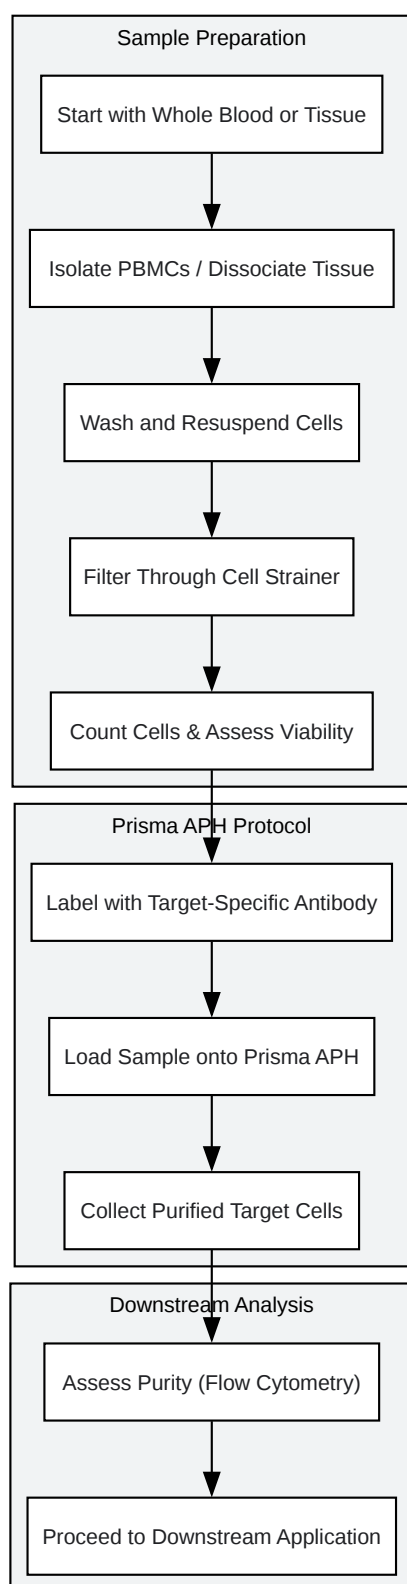 Sample Preparation
Start with Whole Blood or Tissue
Isolate PBMCs / Dissociate Tissue
Wash and Resuspend Cells
Filter Through Cell Strainer
Count Cells & Assess Viability
Prisma APH Protocol
Label with Target-Specific Antibody
Load Sample onto Prisma APH
Collect Purified Target Cells
Downstream Analysis
Assess Purity (Flow Cytometry)
Proceed to Downstream Application